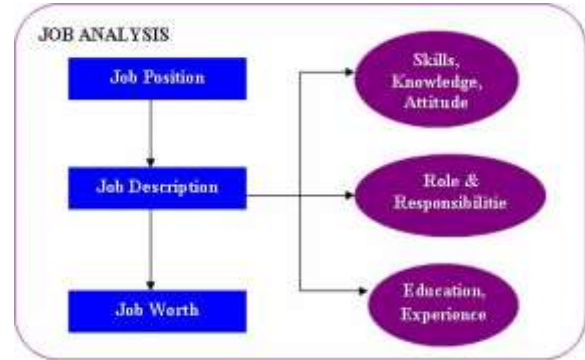 JOB ANALYSIS
Job Position
Skills,
Knowledge,
Attitude
Job Description
Role &
Responsibilitie
Job Worth
Education,
Experience